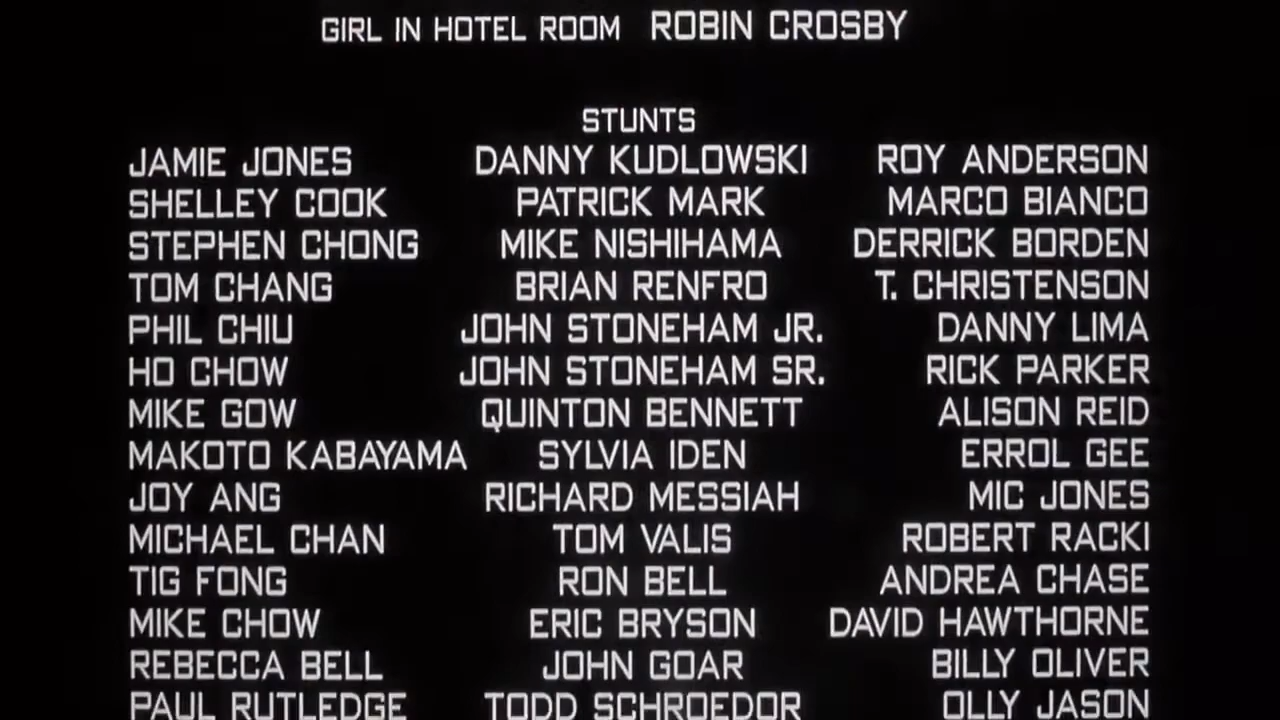 GIRL IN HOTEL ROOM ROBIN CROSBY
STUNTS
JAMIE JONES DANNY KUDLOWSKI ROY ANDERSON
SHELLEY COOK PATRICK MARK MARCO BIANCO
STEPHEN CHONG MIKE NISHIHAMA DERRICK BORDEN
TOM CHANG BRIAN RENFRO T. CHRISTENSON
PHIL CHIU JOHN STONEHAM JR. DANNY LIMA
HO CHOW JOHN STONEHAM SR. RICK PARKER
MIKE GOW QUINTON BENNETT ALISON REID
MAKOTO KABAYAMA SYLVIA IDEN ERROL GEE
JOY ANG RICHARD MESSIAH MIC JONES
MICHAEL CHAN TOM VALIS ROBERT RACKI
TIG FONG RON BELL ANDREA CHASE
MIKE CHOW ERIC BRYSON DAVID HAWTHORNE
REBECCA BELL JOHN GOAR BILLY OLIVER
PAUL RUTLEDGE TODD SCHROEDOR OLLY JASON